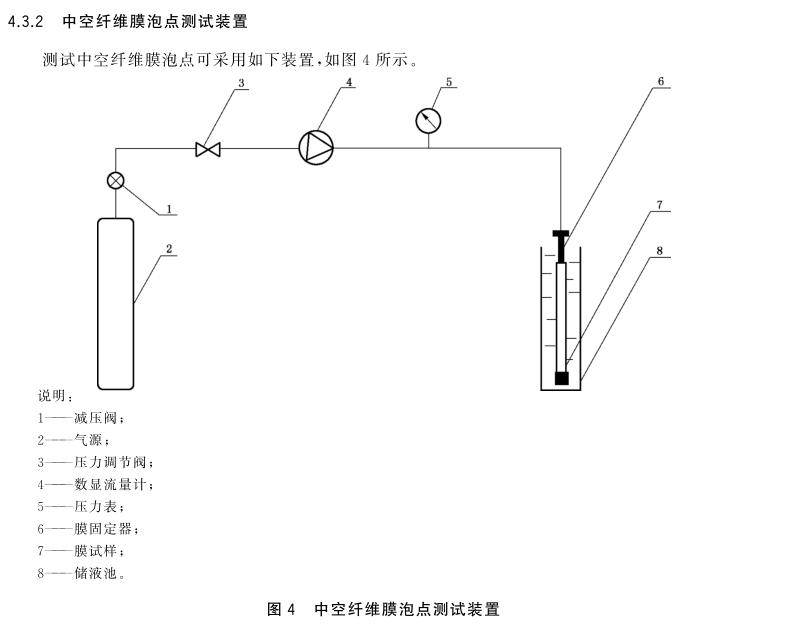 4.3.2 中空纤维膜泡点测试装置
测试中空纤维膜泡点可采用如下装置,如图 4 所示。
3
4
5
6
1
7
2
8
说明:
1——减压阀;
2——气源;
3——压力调节阀;
4——数显流量计;
5——压力表;
6——膜固定器;
7——膜试样;
8——储液池。
图 4 中空纤维膜泡点测试装置